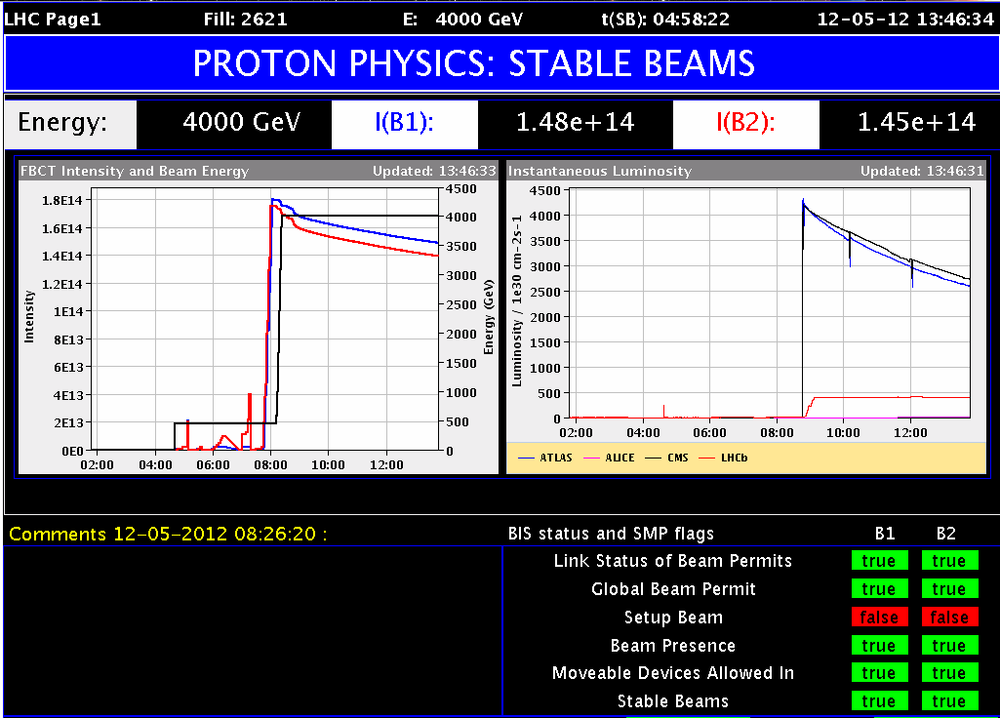 LHC Page1 Fill: 2621 E: 4000 GeV t(SB): 04:58:22 12-05-12 13:46:34
PROTON PHYSICS: STABLE BEAMS
Energy: 4000 GeV I(B1): 1.48e+14 I(B2): 1.45e+14
FBCT Intensity and Beam Energy Updated: 13:46:33
Intensity
1.8E14
1.6E14
1.4E14
1.2E14
1E14
8E13
6E13
4E13
2E13
0E0
4500
4000
3500
3000
2500
2000
1500
1000
500
0
Energy (GeV)
02:00 04:00 06:00 08:00 10:00 12:00
Instantaneous Luminosity Updated: 13:46:31
Luminosity / 1e30 cm-2s-1
4500
4000
3500
3000
2500
2000
1500
1000
500
0
02:00 04:00 06:00 08:00 10:00 12:00
ATLAS ALICE CMS LHCb
Comments 12-05-2012 08:26:20 :
BIS status and SMP flags B1 B2
Link Status of Beam Permits true true
Global Beam Permit true true
Setup Beam false false
Beam Presence true true
Moveable Devices Allowed In true true
Stable Beams true true